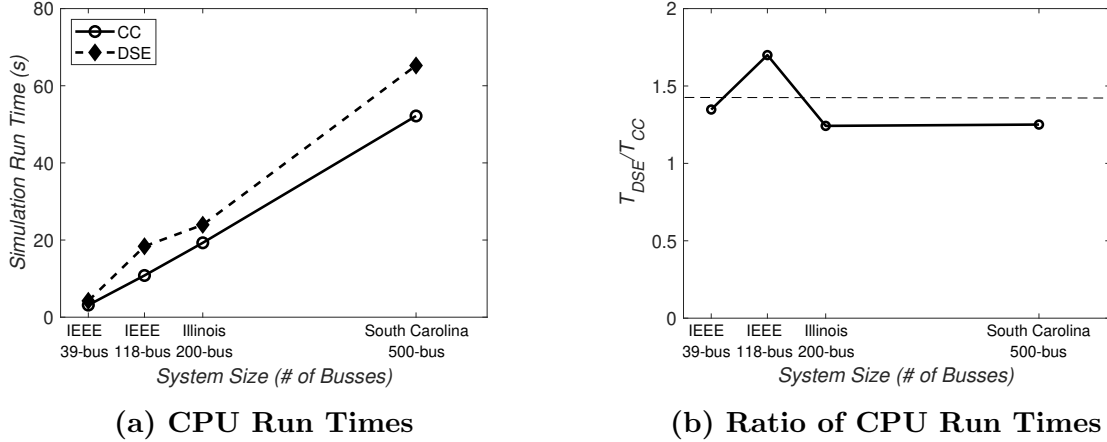 80
60
40
20
0
Simulation Run Time (s)
CC
DSE
IEEE
39-bus
IEEE
118-bus
Illinois
200-bus
South Carolina
500-bus
System Size (# of Busses)
(a) CPU Run Times
2
1.5
1
0.5
0
T_DSE/T_CC
IEEE
39-bus
IEEE
118-bus
Illinois
200-bus
South Carolina
500-bus
System Size (# of Busses)
(b) Ratio of CPU Run Times